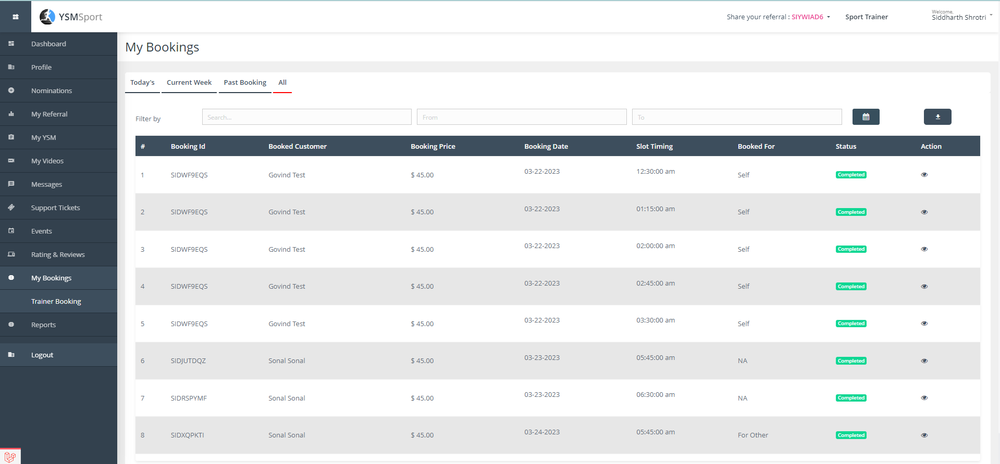 YSMSport
Share your referral : SIYWIAD6
Sport Trainer
Welcome,
Siddharth Shrotri
Dashboard
Profile
Nominations
My Referral
My YSM
My Videos
Messages
Support Tickets
Events
Rating & Reviews
My Bookings
Trainer Booking
Reports
Logout
My Bookings
Today's Current Week Past Booking All
Filter by Search... From To
# Booking Id Booked Customer Booking Price Booking Date Slot Timing Booked For Status Action
1 SIDWF9EQS Govind Test $ 45.00 03-22-2023 12:30:00 am Self Completed
2 SIDWF9EQS Govind Test $ 45.00 03-22-2023 01:15:00 am Self Completed
3 SIDWF9EQS Govind Test $ 45.00 03-22-2023 02:00:00 am Self Completed
4 SIDWF9EQS Govind Test $ 45.00 03-22-2023 02:45:00 am Self Completed
5 SIDWF9EQS Govind Test $ 45.00 03-22-2023 03:30:00 am Self Completed
6 SIDJUTDQZ Sonal Sonal $ 45.00 03-23-2023 05:45:00 am NA Completed
7 SIDRSPYMF Sonal Sonal $ 45.00 03-23-2023 06:30:00 am NA Completed
8 SIDXQPKTI Sonal Sonal $ 45.00 03-24-2023 05:45:00 am For Other Completed